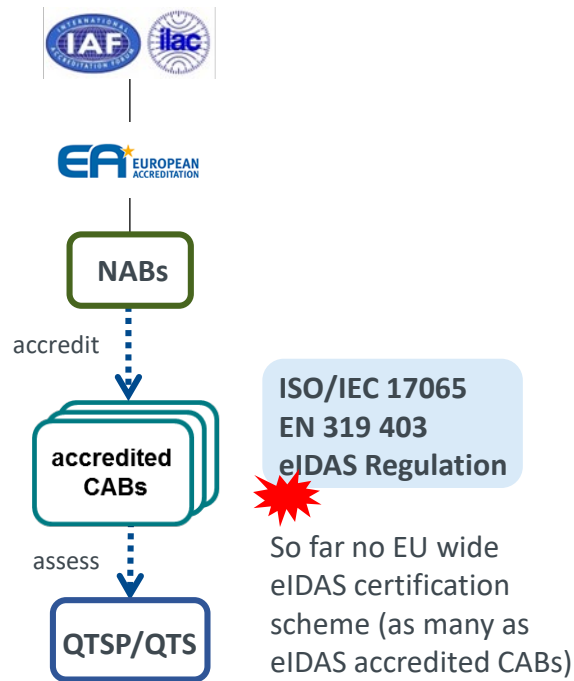 INTERNATIONAL
IAF
ACCREDITATION FORUM
ilac
EA
EUROPEAN
ACCREDITATION
NABs
accredit
accredited
CABs
ISO/IEC 17065
EN 319 403
eIDAS Regulation
So far no EU wide
eIDAS certification
scheme (as many as
eIDAS accredited CABs)
assess
QTSP/QTS